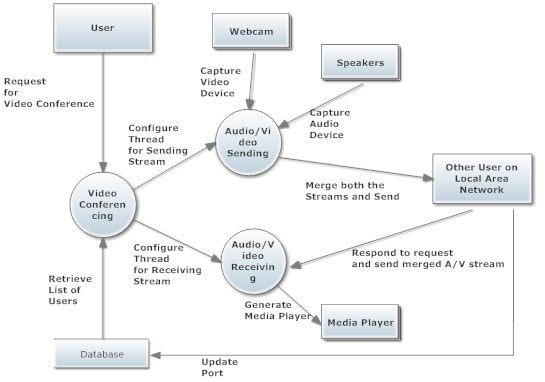 User
Webcam
Speakers
Request
for
Video Conference
Capture
Video
Device
Capture
Audio
Device
Configure
Thread
for Sending
Stream
Audio/Vi
deo
Sending
Other User on
Local Area
Network
Merge both the
Streams and Send
Video
Conferen
cing
Configure
Thread
for Receiving
Stream
Audio/V
ideo
Receivin
g
Respond to request
and send merged A/V stream
Retrieve
List of
Users
Generate
Media Player
Media Player
Database
Update
Port